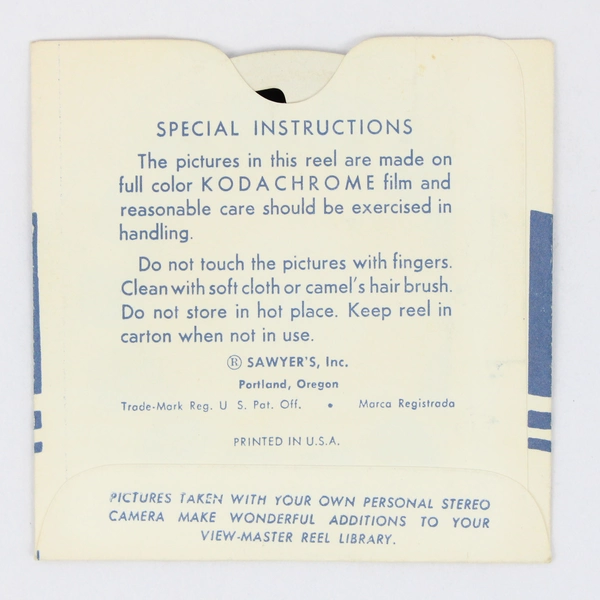 SPECIAL INSTRUCTIONS
The pictures in this reel are made on
full color KODACHROME film and
reasonable care should be exercised in
handling.
Do not touch the pictures with fingers.
Clean with soft cloth or camel's hair brush.
Do not store in hot place. Keep reel in
carton when not in use.
® SAWYER'S, Inc.
Portland, Oregon
Trade-Mark Reg. U S. Pat. Off. • Marca Registrada
PRINTED IN U.S.A.
PICTURES TAKEN WITH YOUR OWN PERSONAL STEREO
CAMERA MAKE WONDERFUL ADDITIONS TO YOUR
VIEW-MASTER REEL LIBRARY.